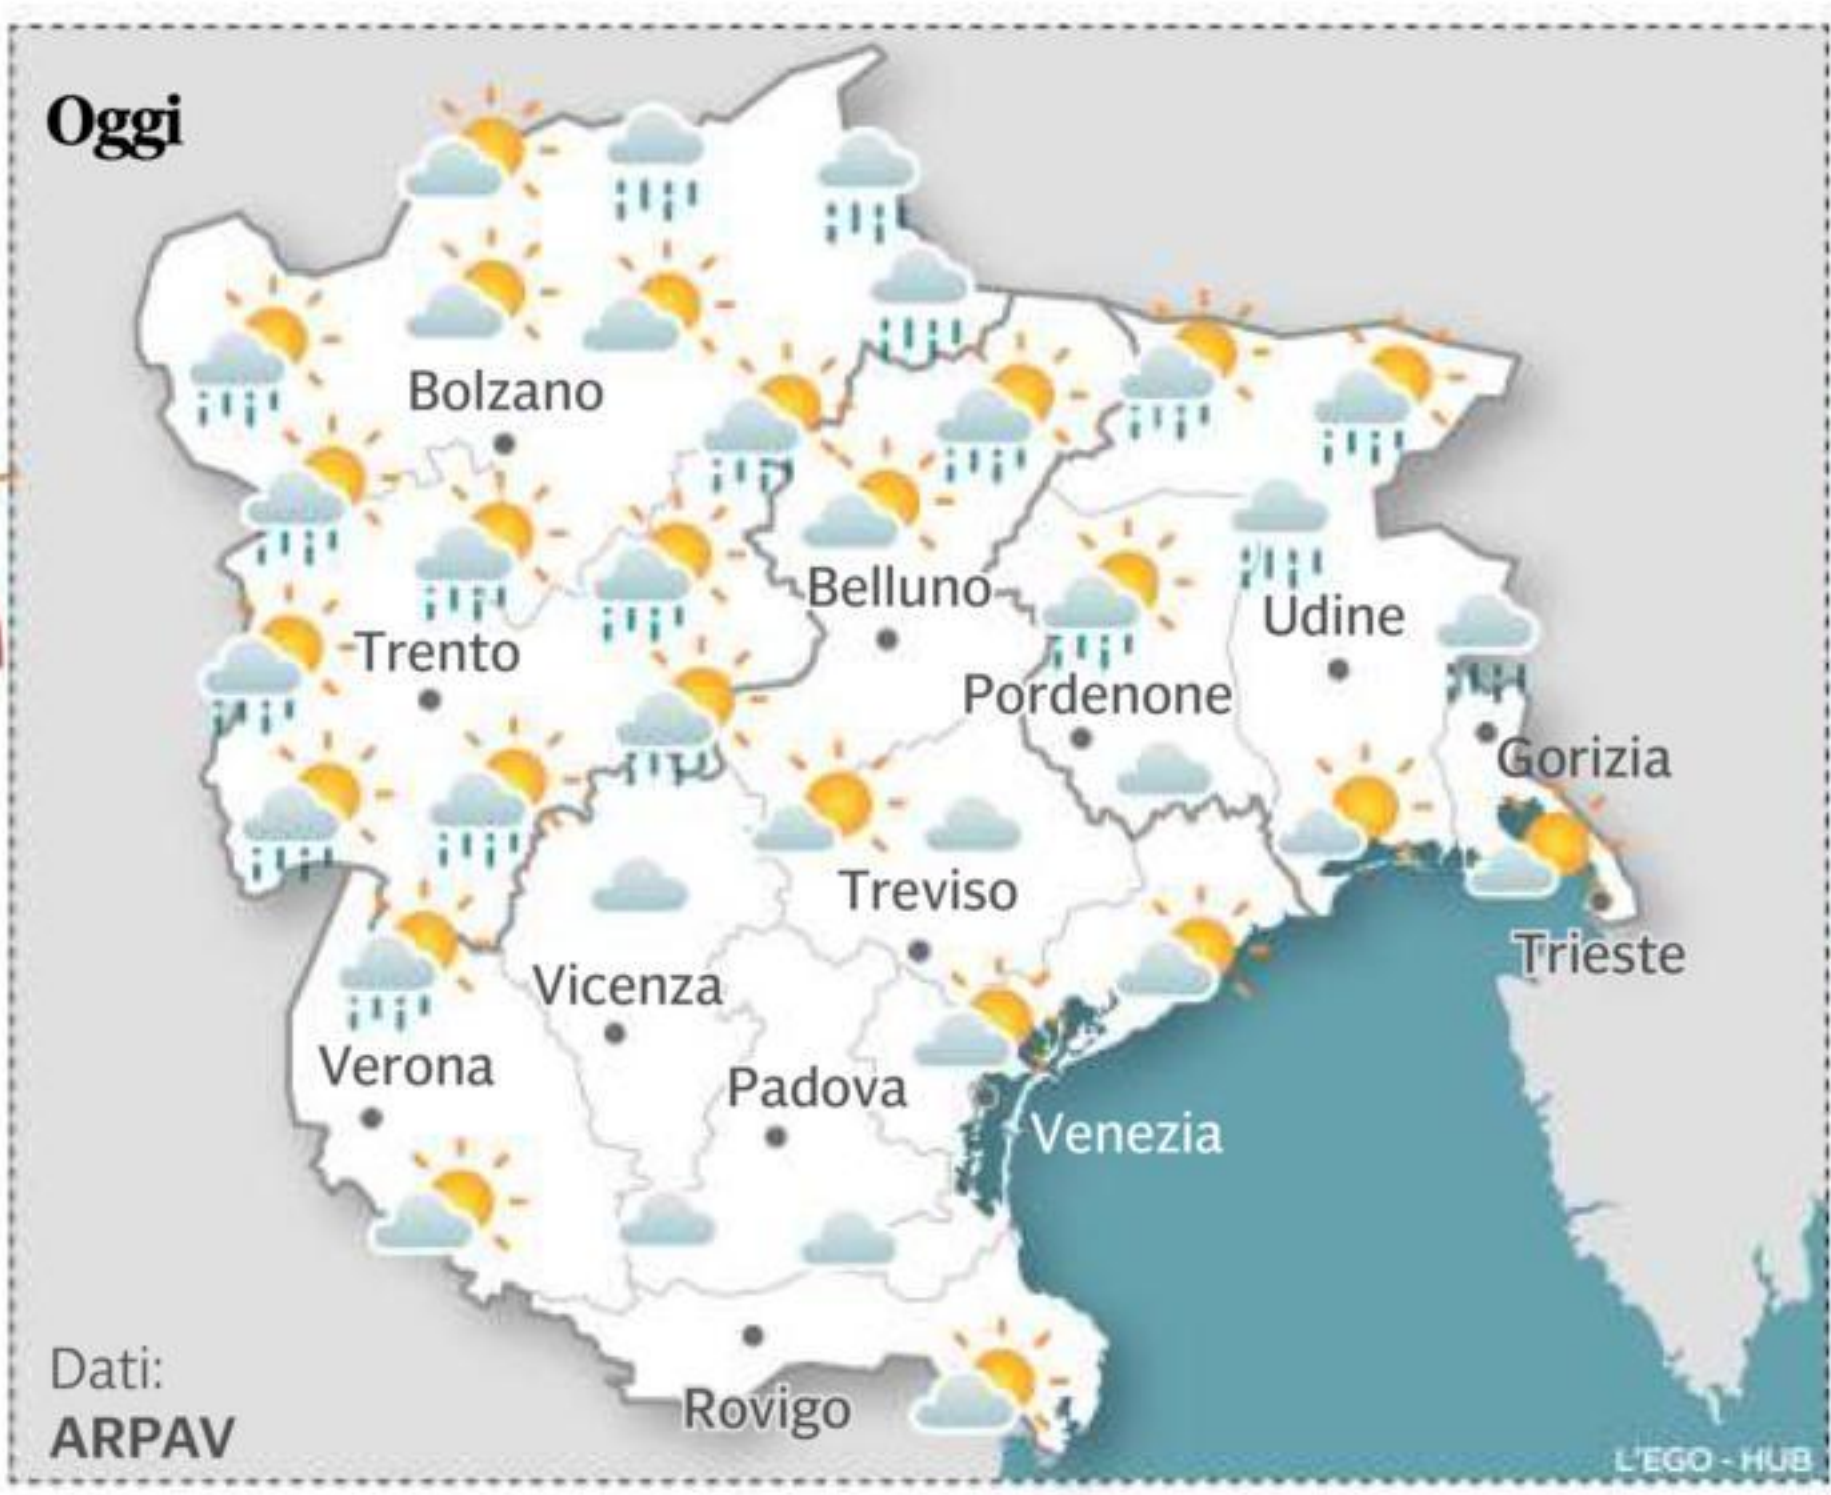 Oggi
Bolzano
Belluno
Udine
Trento
Pordenone
Gorizia
Treviso
Trieste
Vicenza
Verona
Padova
Venezia
Rovigo
Dati:
ARPAV
L'EGO - HUB